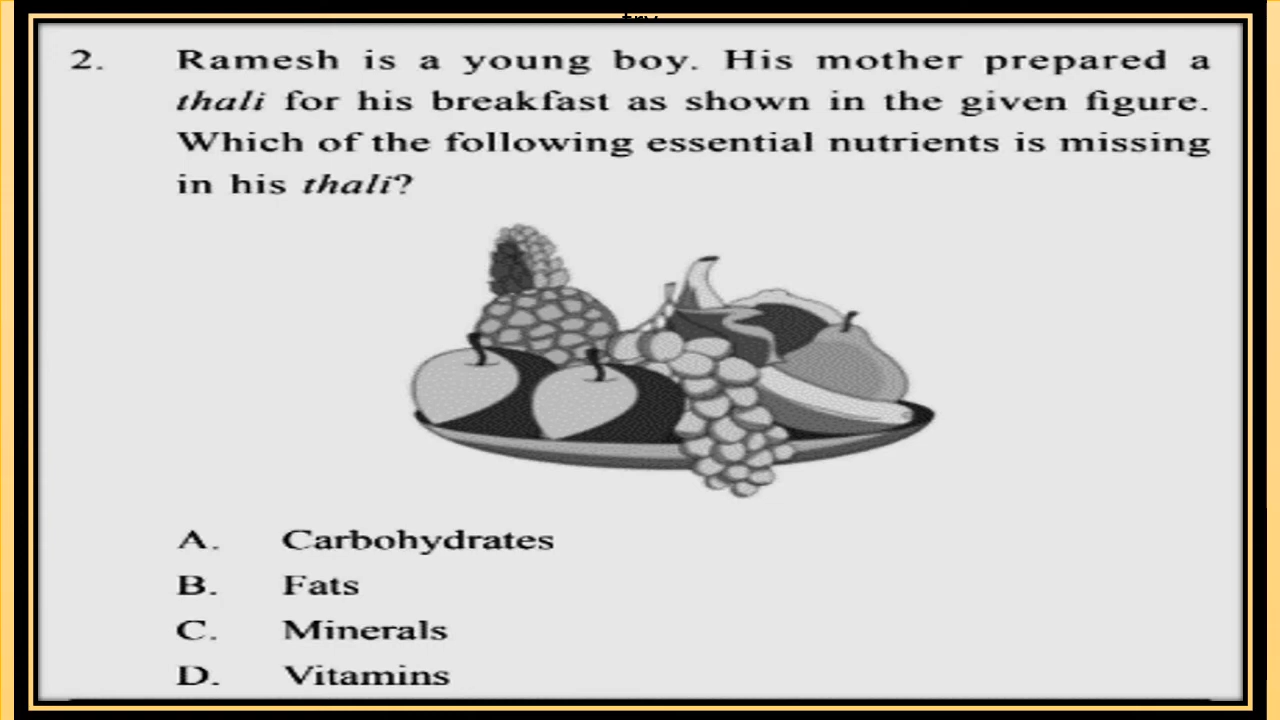 try
2. Ramesh is a young boy. His mother prepared a
thali for his breakfast as shown in the given figure.
Which of the following essential nutrients is missing
in his thali?
A. Carbohydrates
B. Fats
C. Minerals
D. Vitamins